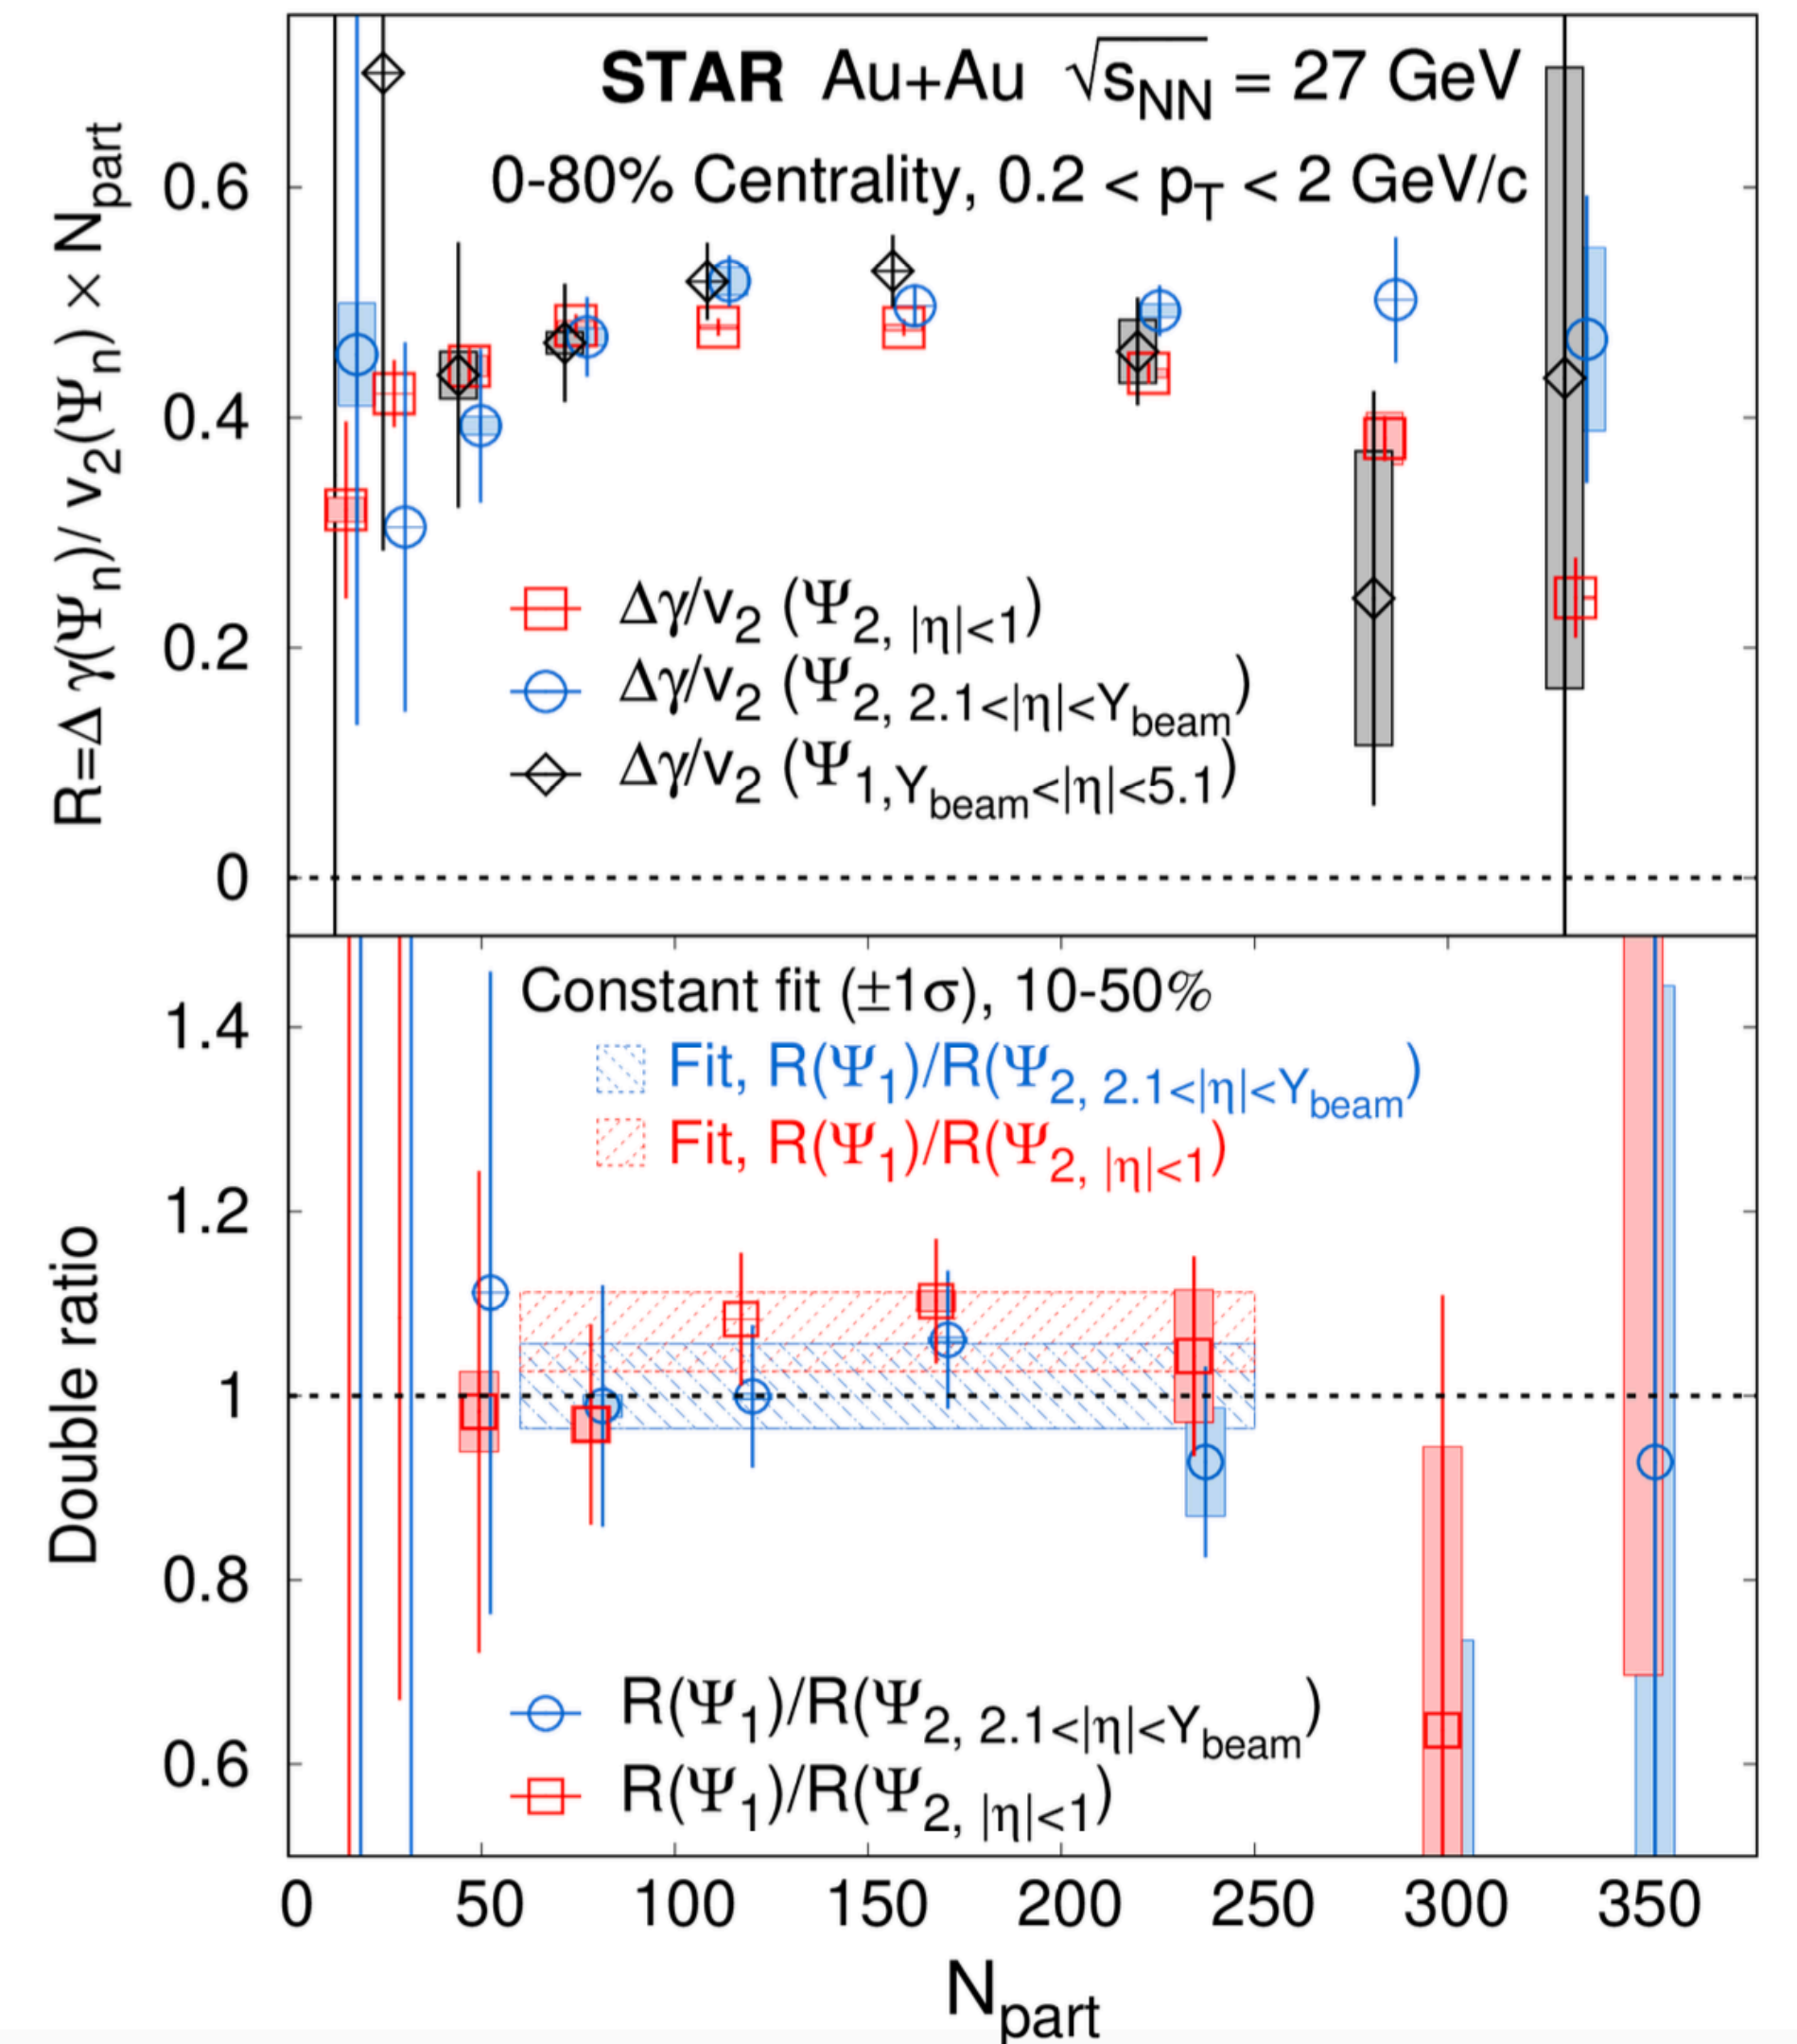 STAR Au+Au √sNN = 27 GeV
0-80% Centrality, 0.2 < pT < 2 GeV/c
R=Δ γ(Ψn)/ v2(Ψn) × Npart
0.6
0.4
0.2
0
Δγ/v2 (Ψ2, |η|<1)
Δγ/v2 (Ψ2, 2.1<|η|<Ybeam)
Δγ/v2 (Ψ1,Ybeam<|η|<5.1)
Constant fit (±1σ), 10-50%
Fit, R(Ψ1)/R(Ψ2, 2.1<|η|<Ybeam)
Fit, R(Ψ1)/R(Ψ2, |η|<1)
Double ratio
1.4
1.2
1
0.8
0.6
R(Ψ1)/R(Ψ2, 2.1<|η|<Ybeam)
R(Ψ1)/R(Ψ2, |η|<1)
0 50 100 150 200 250 300 350
Npart